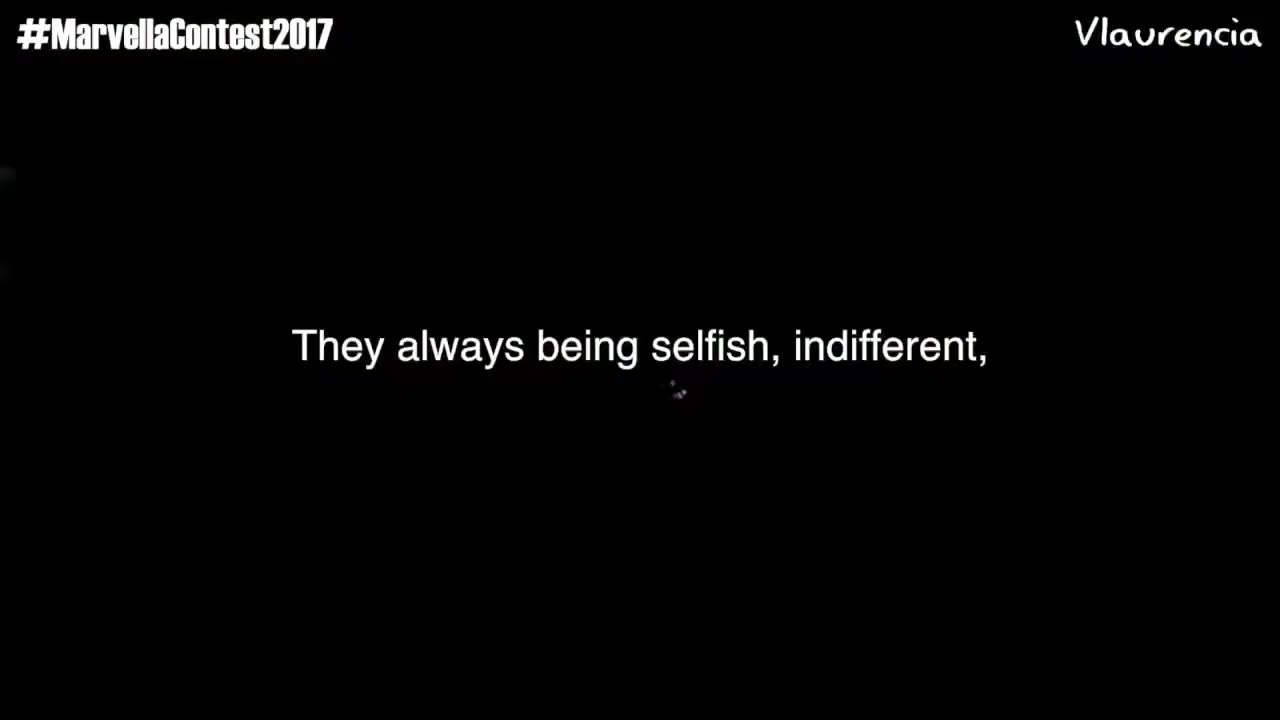 #MarvellaContest2017
Vlaurencia
They always being selfish, indifferent,